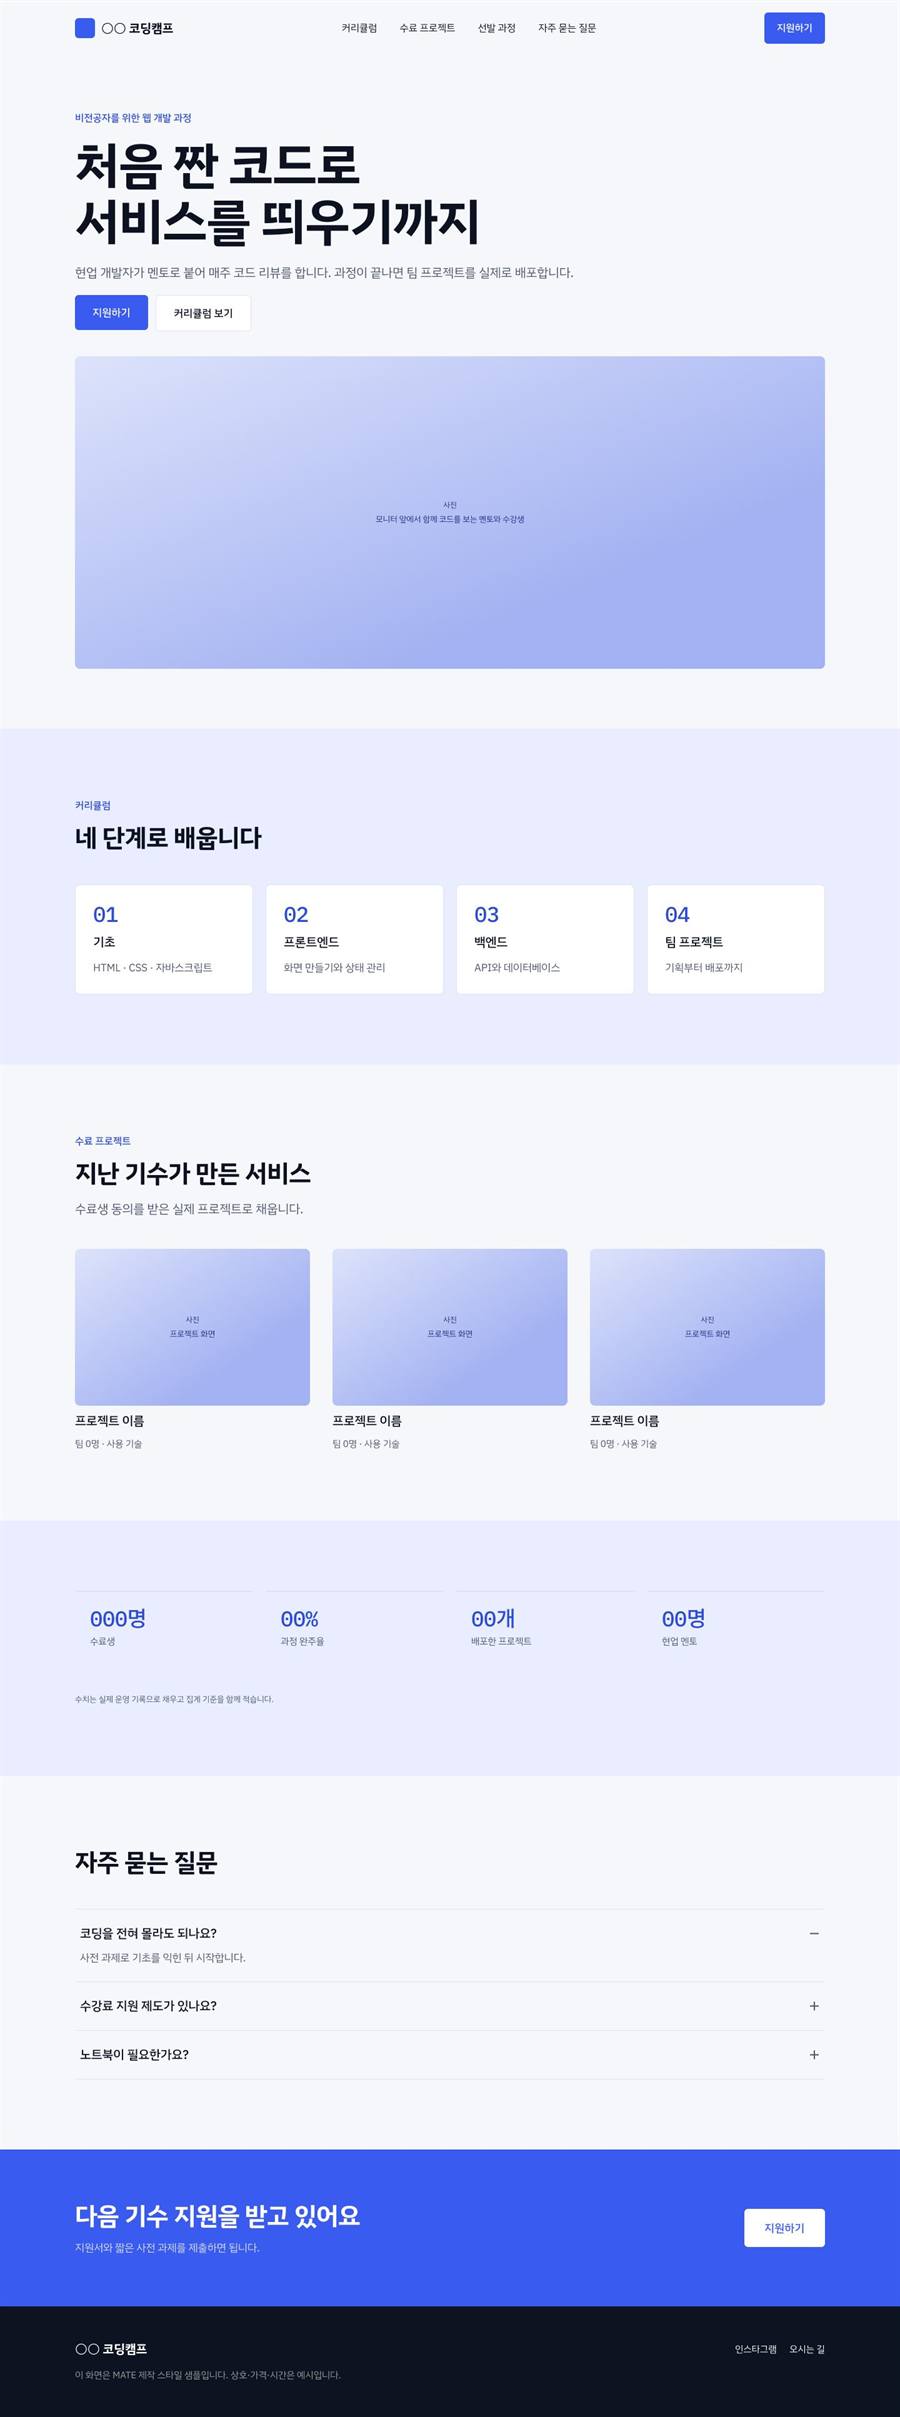 ○○ 코딩캠프
커리큘럼 수료 프로젝트 선발 과정 자주 묻는 질문
지원하기
비전공자를 위한 웹 개발 과정
처음 짠 코드로
서비스를 띄우기까지
현업 개발자가 멘토로 붙어 매주 코드 리뷰를 합니다. 과정이 끝나면 팀 프로젝트를 실제로 배포합니다.
지원하기 커리큘럼 보기
사진
모니터 앞에서 함께 코드를 보는 멘토와 수강생
커리큘럼
네 단계로 배웁니다
01
기초
HTML · CSS · 자바스크립트
02
프론트엔드
화면 만들기와 상태 관리
03
백엔드
API와 데이터베이스
04
팀 프로젝트
기획부터 배포까지
수료 프로젝트
지난 기수가 만든 서비스
수료생 동의를 받은 실제 프로젝트로 채웁니다.
사진
프로젝트 화면
프로젝트 이름
팀 0명 · 사용 기술
사진
프로젝트 화면
프로젝트 이름
팀 0명 · 사용 기술
사진
프로젝트 화면
프로젝트 이름
팀 0명 · 사용 기술
000명
수료생
00%
과정 완주율
00개
배포한 프로젝트
00명
현업 멘토
수치는 실제 운영 기록으로 채우고 집계 기준을 함께 적습니다.
자주 묻는 질문
코딩을 전혀 몰라도 되나요? −
사전 과제로 기초를 익힌 뒤 시작합니다.
수강료 지원 제도가 있나요? +
노트북이 필요한가요? +
다음 기수 지원을 받고 있어요
지원서와 짧은 사전 과제를 제출하면 됩니다.
지원하기
○○ 코딩캠프
인스타그램 오시는 길
이 화면은 MATE 제작 스타일 샘플입니다. 상호·가격·시간은 예시입니다.